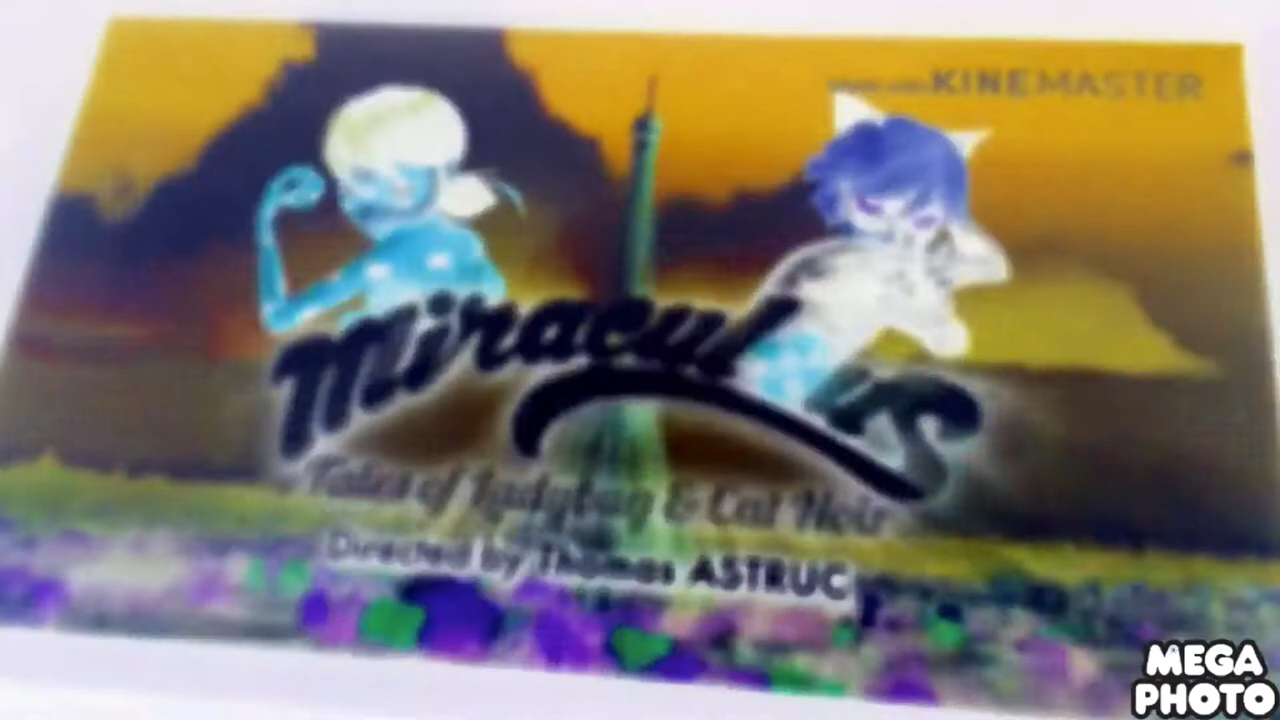 KINEMASTER
Miraculous
Tales of Ladybug & Cat Noir
Directed by Thomas ASTRUC
MEGA
PHOTO